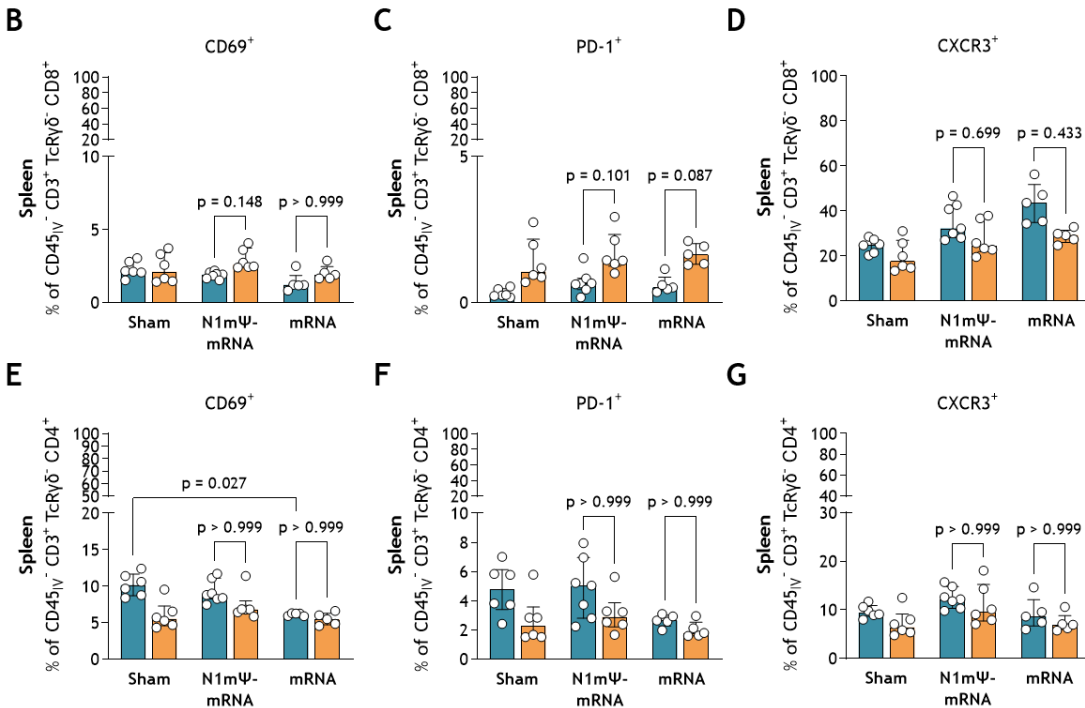 B
CD69+
Spleen
% of CD45IV- CD3+ TcRγδ- CD8+
100
80
60
40
20
10
5
0
p = 0.148
p > 0.999
Sham
N1mΨ-
mRNA
mRNA
C
PD-1+
% of CD45IV- CD3+ TcRγδ- CD8+
100
80
60
40
20
5
0
p = 0.101
p = 0.087
Sham
N1mΨ-
mRNA
mRNA
D
CXCR3+
Spleen
% of CD45IV- CD3+ TcRγδ- CD8+
100
80
60
40
20
0
p = 0.699
p = 0.433
Sham
N1mΨ-
mRNA
mRNA
E
CD69+
Spleen
% of CD45IV- CD3+ TcRγδ- CD4+
100
90
80
70
60
50
20
15
10
5
0
p = 0.027
p > 0.999
p > 0.999
Sham
N1mΨ-
mRNA
mRNA
F
PD-1+
Spleen
% of CD45IV- CD3+ TcRγδ- CD4+
100
80
60
40
20
10
8
6
4
2
0
p > 0.999
p > 0.999
Sham
N1mΨ-
mRNA
mRNA
G
CXCR3+
Spleen
% of CD45IV- CD3+ TcRγδ- CD4+
100
80
60
40
30
20
10
0
p > 0.999
p > 0.999
Sham
N1mΨ-
mRNA
mRNA